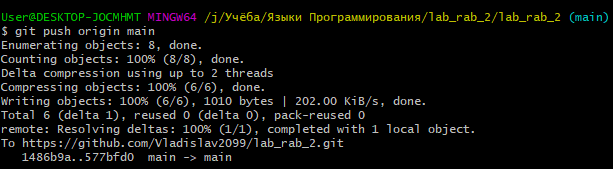 User@DESKTOP-JOCMHMT MINGW64 /j/Учёба/Языки Программирования/lab_rab_2/lab_rab_2 (main)
$ git push origin main
Enumerating objects: 8, done.
Counting objects: 100% (8/8), done.
Delta compression using up to 2 threads
Compressing objects: 100% (6/6), done.
Writing objects: 100% (6/6), 1010 bytes | 202.00 KiB/s, done.
Total 6 (delta 1), reused 0 (delta 0), pack-reused 0
remote: Resolving deltas: 100% (1/1), completed with 1 local object.
To https://github.com/Vladislav2099/lab_rab_2.git
   1486b9a..577bfd0  main -> main